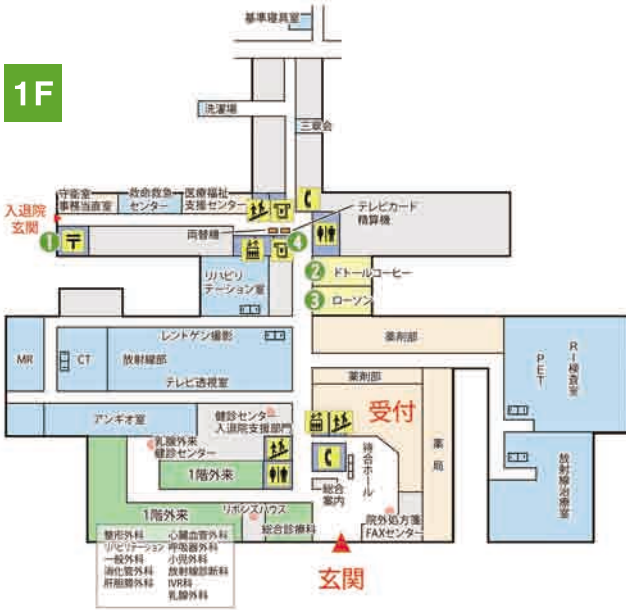 基準寝具室
1F
洗濯場
三翠会
守衛室
事務当直室
救命救急
センター
医療福祉
支援センター
入退院
玄関
テレビカード
精算機
両替機
1
4
2 ドトールコーヒー
リハビリ
テーション室
3 ローソン
レントゲン撮影
薬剤部
MR
CT
放射線部
テレビ透視室
RI検査室
PET
薬剤部
アンギオ室
健診センター
入退院支援部門
受付
乳腺外来
健診センター
待合ホール
薬局
放射線治療室
1階外来
総合
案内
1階外来
リボンズハウス
総合診療科
院外処方箋
FAXセンター
整形外科 心臓血管外科
リハビリテーション 呼吸器外科
一般外科 小児外科
消化管外科 放射線診断科
肝胆膵外科 IVR科
乳腺外科
玄関